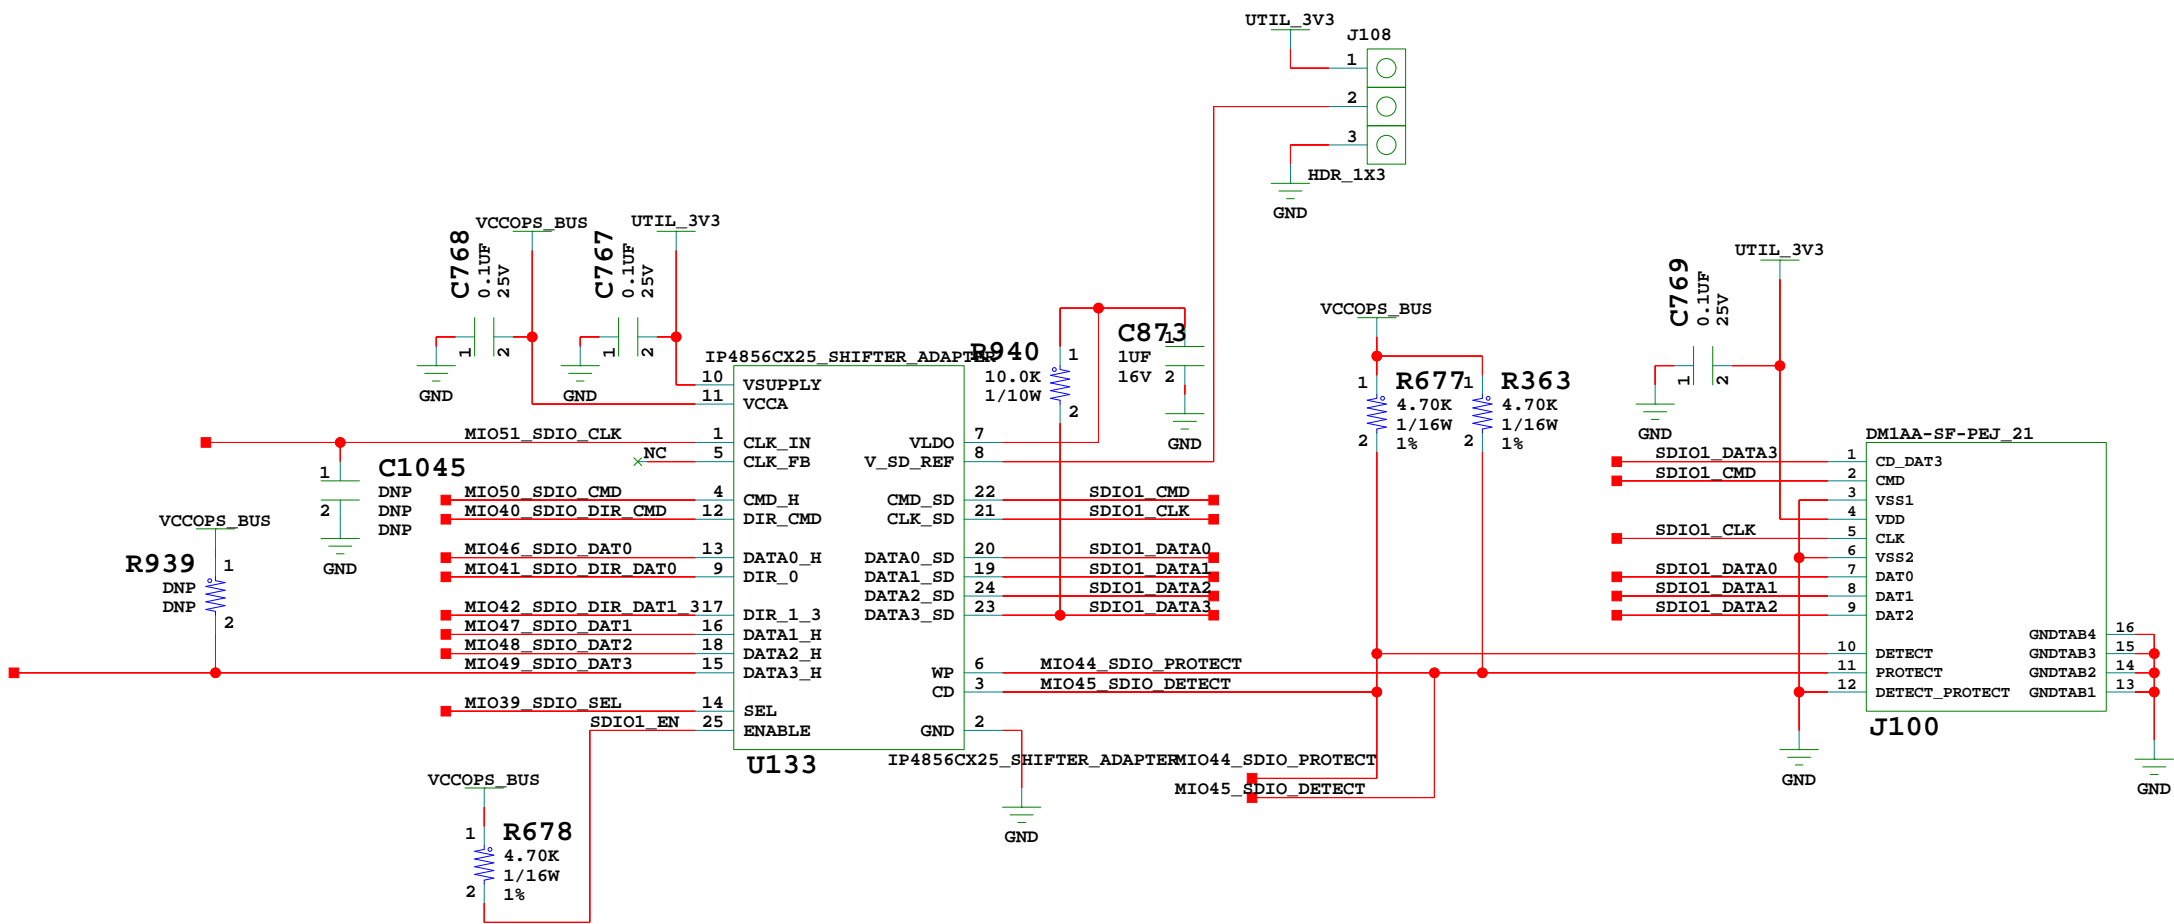 UTIL_3V3
J108
1
2
3
HDR_1X3
GND
VCCOPS_BUS
UTIL_3V3
C768
0.1UF
25V
1
2
GND
C767
0.1UF
25V
1
2
GND
UTIL_3V3
C769
0.1UF
25V
1
2
GND
IP4856CX25_SHIFTER_ADAPTER
R940
10.0K
1/10W
1
2
C873
1UF
16V
1
2
GND
VCCOPS_BUS
1
R677
4.70K
1/16W
1%
2
1
R363
4.70K
1/16W
1%
2
10 VSUPPLY
11 VCCA
MIO51_SDIO_CLK 1 CLK_IN
NC 5 CLK_FB
MIO50_SDIO_CMD 4 CMD_H
MIO40_SDIO_DIR_CMD 12 DIR_CMD
MIO46_SDIO_DAT0 13 DATA0_H
MIO41_SDIO_DIR_DAT0 9 DIR_0
MIO42_SDIO_DIR_DAT1_3 17 DIR_1_3
MIO47_SDIO_DAT1 16 DATA1_H
MIO48_SDIO_DAT2 18 DATA2_H
MIO49_SDIO_DAT3 15 DATA3_H
MIO39_SDIO_SEL 14 SEL
SDIO1_EN 25 ENABLE
VLDO 7
V_SD_REF 8
CMD_SD 22 SDIO1_CMD
CLK_SD 21 SDIO1_CLK
DATA0_SD 20 SDIO1_DATA0
DATA1_SD 19 SDIO1_DATA1
DATA2_SD 24 SDIO1_DATA2
DATA3_SD 23 SDIO1_DATA3
WP 6 MIO44_SDIO_PROTECT
CD 3 MIO45_SDIO_DETECT
GND 2
U133
IP4856CX25_SHIFTER_ADAPTER
MIO44_SDIO_PROTECT
MIO45_SDIO_DETECT
GND
1
2
C1045
DNP
DNP
DNP
GND
VCCOPS_BUS
R939
DNP
DNP
1
2
VCCOPS_BUS
1
R678
4.70K
1/16W
1%
2
DM1AA-SF-PEJ_21
SDIO1_DATA3 1 CD_DAT3
SDIO1_CMD 2 CMD
3 VSS1
4 VDD
SDIO1_CLK 5 CLK
6 VSS2
SDIO1_DATA0 7 DAT0
SDIO1_DATA1 8 DAT1
SDIO1_DATA2 9 DAT2
10 DETECT
11 PROTECT
12 DETECT_PROTECT
GNDTAB4 16
GNDTAB3 15
GNDTAB2 14
GNDTAB1 13
J100
GND
GND